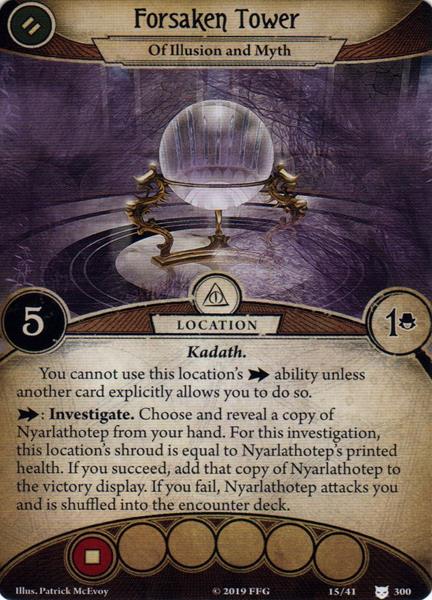 Forsaken Tower
Of Illusion and Myth
5
1
LOCATION
Kadath.
You cannot use this location's ability unless
another card explicitly allows you to do so.
: Investigate. Choose and reveal a copy of
Nyarlathotep from your hand. For this investigation,
this location's shroud is equal to Nyarlathotep's printed
health. If you succeed, add that copy of Nyarlathotep to
the victory display. If you fail, Nyarlathotep attacks you
and is shuffled into the encounter deck.
Illus. Patrick McEvoy © 2019 FFG 15/41 300